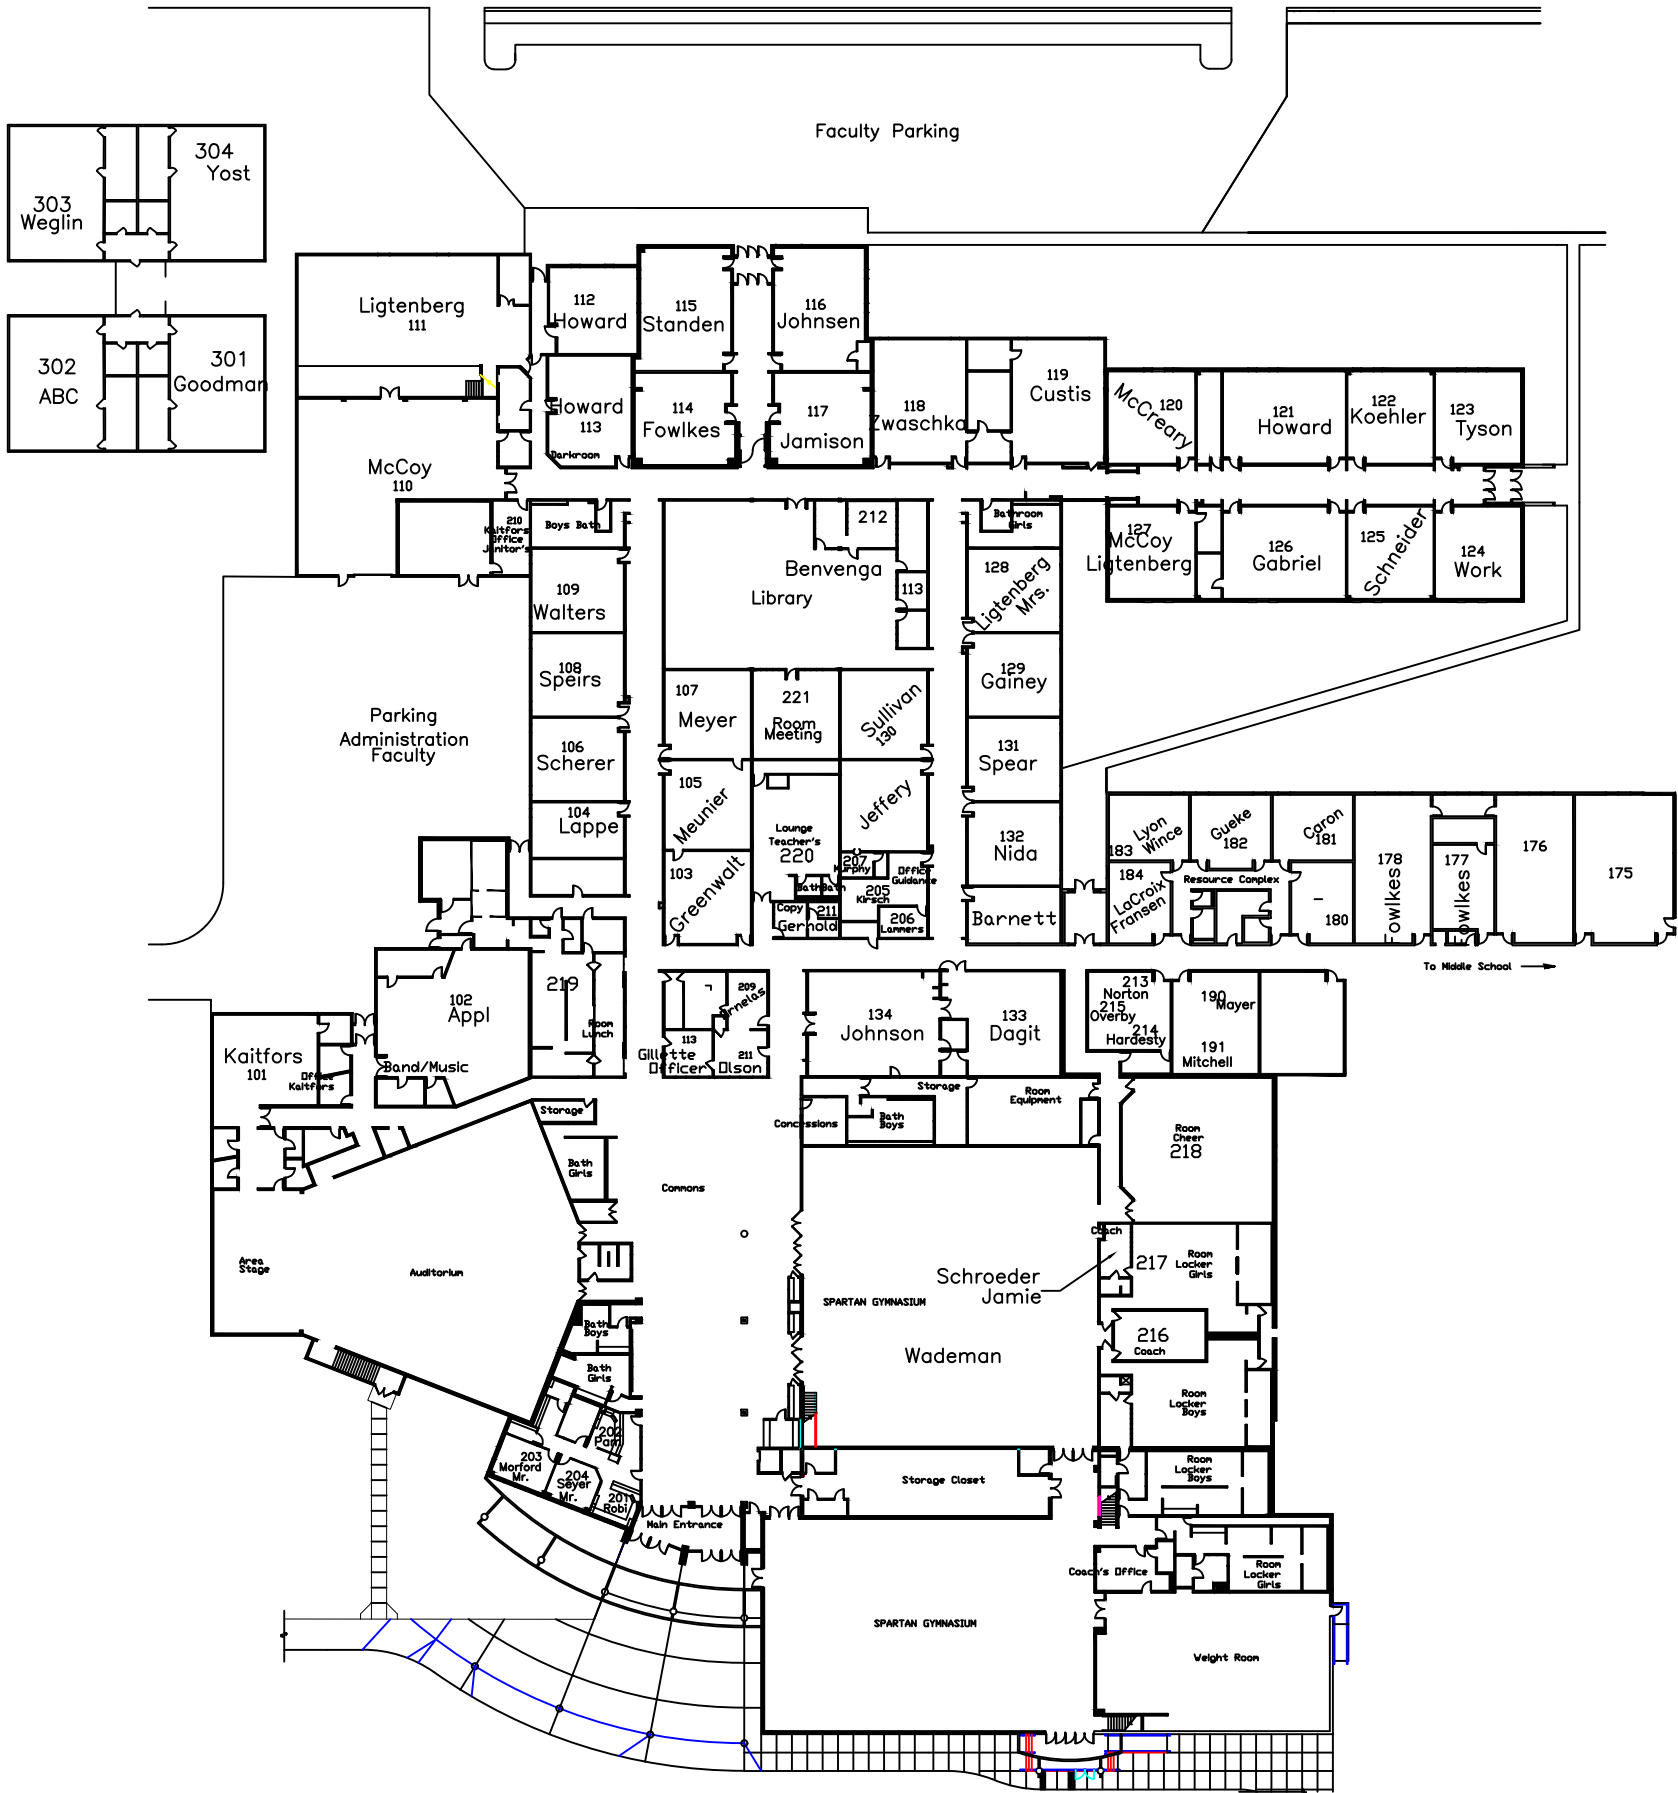 Faculty Parking
304
Yost
303
Weglin
302
ABC
301
Goodman
Ligtenberg
111
112
Howard
115
Standen
116
Johnsen
Howard
113
Darkroom
114
Fowlkes
117
Jamison
118
Zwaschka
119
Custis
McCreary
120
121
Howard
122
Koehler
123
Tyson
McCoy
110
210
Kaitfors
Office
Janitor's
Boys Bath
109
Walters
108
Speirs
106
Scherer
104
Lappe
212
Benvenga
Library
113
Bathroom
Girls
128
Ligtenberg
Mrs.
127
McCoy
Ligtenberg
126
Gabriel
125
Schneider
124
Work
129
Gainey
131
Spear
132
Nida
Barnett
Parking
Administration
Faculty
107
Meyer
221
Room
Meeting
Sullivan
130
105
Meunier
Jeffery
Lounge
Teacher's
220
103
Greenwalt
207
Murphy
Office
Guidance
Bath
Bath
205
Kirsch
Copy
211
Gernold
206
Lammers
Lyon
Wince
183
Gueke
182
Caron
181
184
LaCroix
Fransen
Resource Complex
180
178
Fowlkes
177
Fowlkes
176
175
To Middle School
102
Appl
Band/Music
219
Room
Lunch
Kaitfors
101
Office
Kaitfors
209
Ornelas
113
Gillette
Officer
211
Olson
134
Johnson
133
Dagit
213
Norton
215
Overby
214
Hardesty
190
Mayer
191
Mitchell
Storage
Storage
Room
Equipment
Concessions
Bath
Boys
Room
Cheer
218
Bath
Girls
Commons
Area
Stage
Auditorium
Coach
217
Room
Locker
Girls
Schroeder
Jamie
SPARTAN GYMNASIUM
Wademan
216
Coach
Bath
Boys
Bath
Girls
Room
Locker
Boys
202
Pam
203
Morford
Mr.
204
Seyer
Mr.
201
Robi
Main Entrance
Storage Closet
Room
Locker
Boys
Coach's Office
Room
Locker
Girls
SPARTAN GYMNASIUM
Weight Room